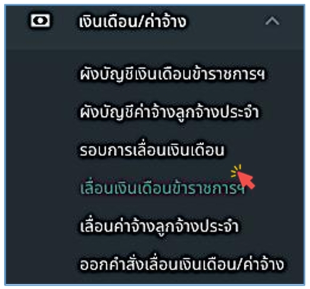 เงินเดือน/ค่าจ้าง
ผังบัญชีเงินเดือนข้าราชการฯ
ผังบัญชีค่าจ้างลูกจ้างประจำ
รอบการเลื่อนเงินเดือน
เลื่อนเงินเดือนข้าราชการฯ
เลื่อนค่าจ้างลูกจ้างประจำ
ออกคำสั่งเลื่อนเงินเดือน/ค่าจ้าง